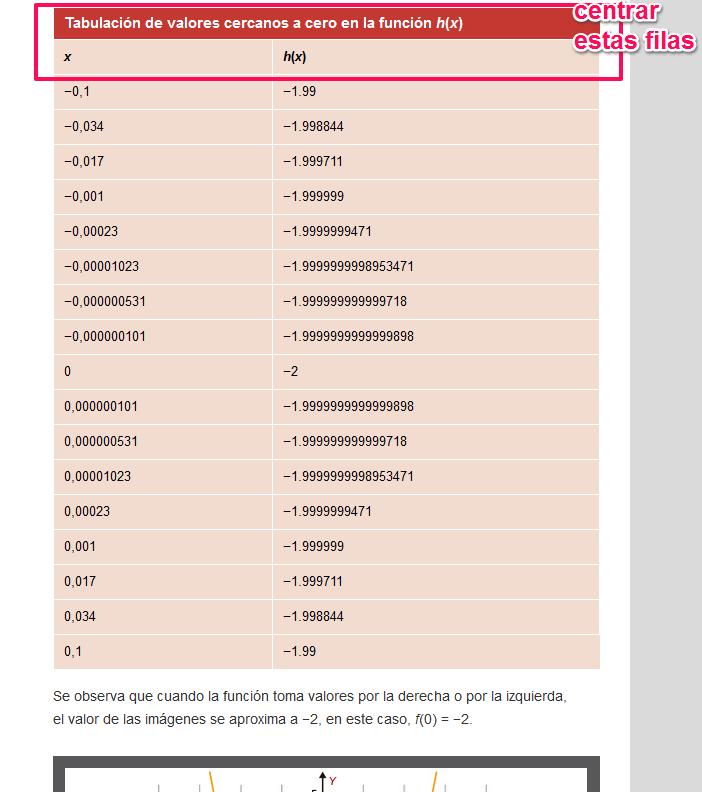 centrar
estas filas
Tabulación de valores cercanos a cero en la función h(x)
x h(x)
−0,1 −1.99
−0,034 −1.998844
−0,017 −1.999711
−0,001 −1.999999
−0,00023 −1.9999999471
−0,00001023 −1.9999999998953471
−0,000000531 −1.999999999999718
−0,000000101 −1.9999999999999898
0 −2
0,000000101 −1.9999999999999898
0,000000531 −1.999999999999718
0,00001023 −1.9999999998953471
0,00023 −1.9999999471
0,001 −1.999999
0,017 −1.999711
0,034 −1.998844
0,1 −1.99
Se observa que cuando la función toma valores por la derecha o por la izquierda,
el valor de las imágenes se aproxima a −2, en este caso, f(0) = −2.
Y